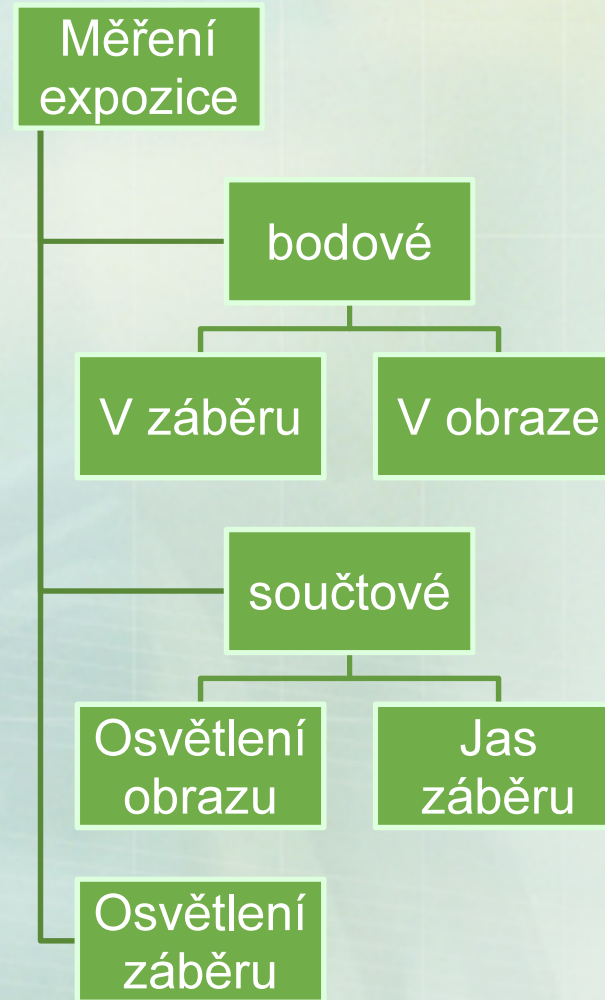 Měření
expozice
bodové
V záběru
V obraze
součtové
Osvětlení
obrazu
Jas
záběru
Osvětlení
záběru